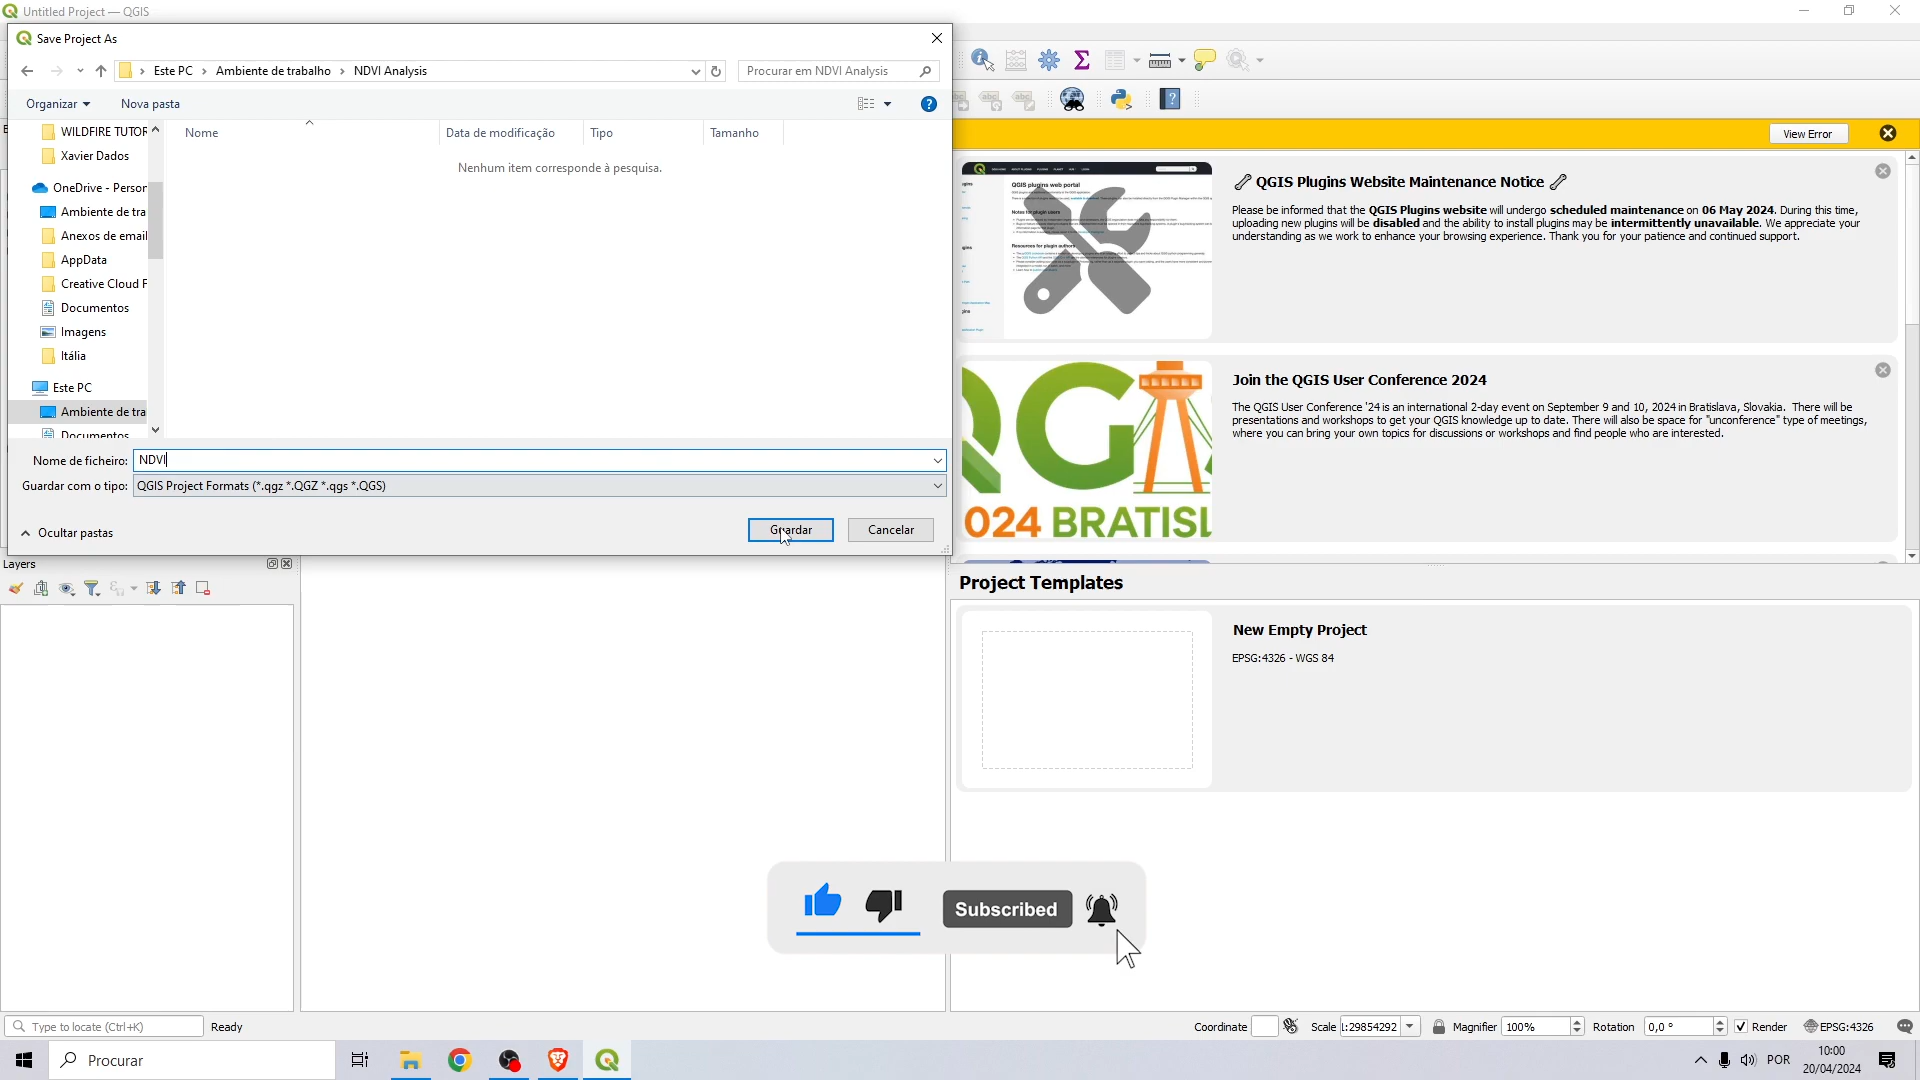 Untitled Project — QGIS
Save Project As
Este PC
Ambiente de trabalho
NDVI Analysis
Procurar em NDVI Analysis
Organizar
Nova pasta
WILDFIRE TUTOR
Xavier Dados
OneDrive - Person
Ambiente de tra
Anexos de email
AppData
Creative Cloud F
Documentos
Imagens
Itália
Este PC
Ambiente de tra
Documentos
Nome
Data de modificação
Tipo
Tamanho
Nenhum item corresponde à pesquisa.
Nome de ficheiro:
NDVI
Guardar com o tipo:
QGIS Project Formats (*.qgz *.QGZ *.qgs *.QGS)
Ocultar pastas
Guardar
Cancelar
View Error
QGIS plugins web portal
QGIS Plugins Website Maintenance Notice
Please be informed that the QGIS Plugins website will undergo scheduled maintenance on 06 May 2024. During this time,
uploading new plugins will be disabled and the ability to install plugins may be intermittently unavailable. We appreciate your
understanding as we work to enhance your browsing experience. Thank you for your patience and continued support.
QG
024 BRATISL
Join the QGIS User Conference 2024
The QGIS User Conference '24 is an international 2-day event on September 9 and 10, 2024 in Bratislava, Slovakia. There will be
presentations and workshops to get your QGIS knowledge up to date. There will also be space for "unconference" type of meetings,
where you can bring your own topics for discussions or workshops and find people who are interested.
Layers
Project Templates
New Empty Project
EPSG:4326 - WGS 84
Subscribed
Type to locate (Ctrl+K)
Ready
Coordinate
Scale
1:29854292
Magnifier
100%
Rotation
0,0 °
Render
EPSG:4326
Procurar
POR
10:00
20/04/2024